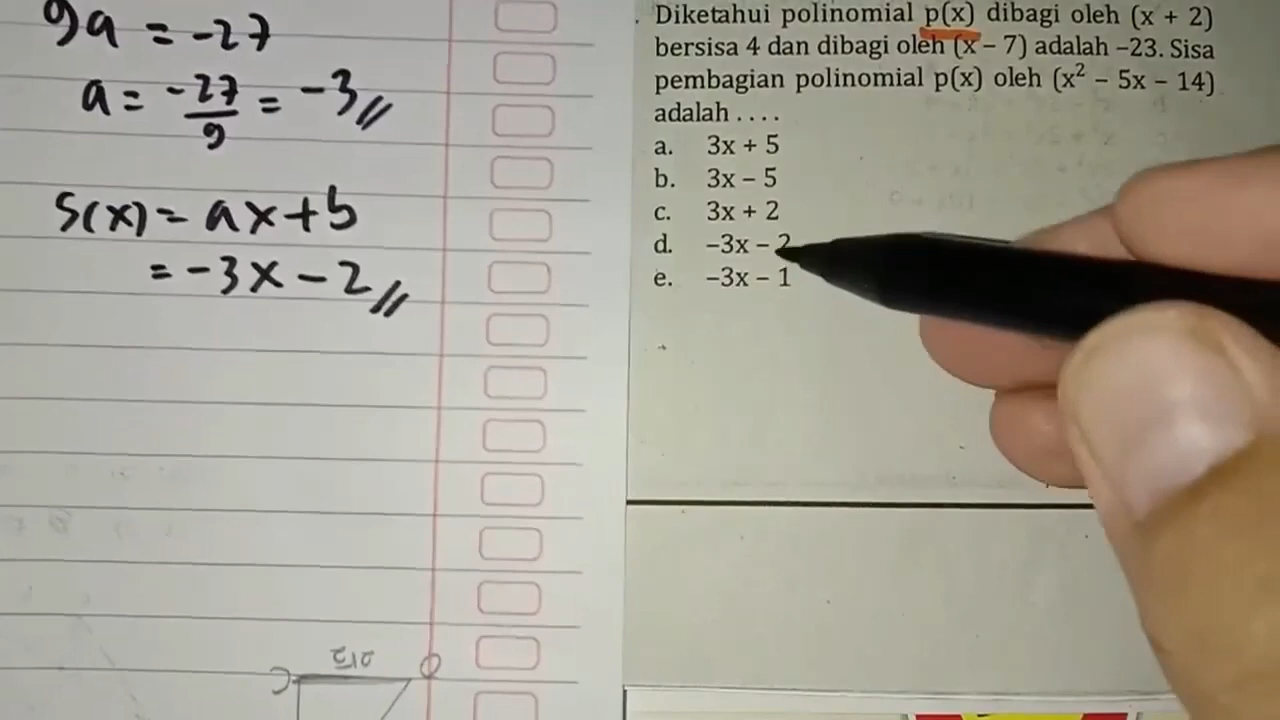 9a = -27
a = -27/9 = -3 //
S(x) = ax + b
= -3x - 2 //
Diketahui polinomial p(x) dibagi oleh (x + 2)
bersisa 4 dan dibagi oleh (x – 7) adalah –23. Sisa
pembagian polinomial p(x) oleh (x² – 5x – 14)
adalah . . . .
a. 3x + 5
b. 3x – 5
c. 3x + 2
d. –3x – 2
e. –3x – 1